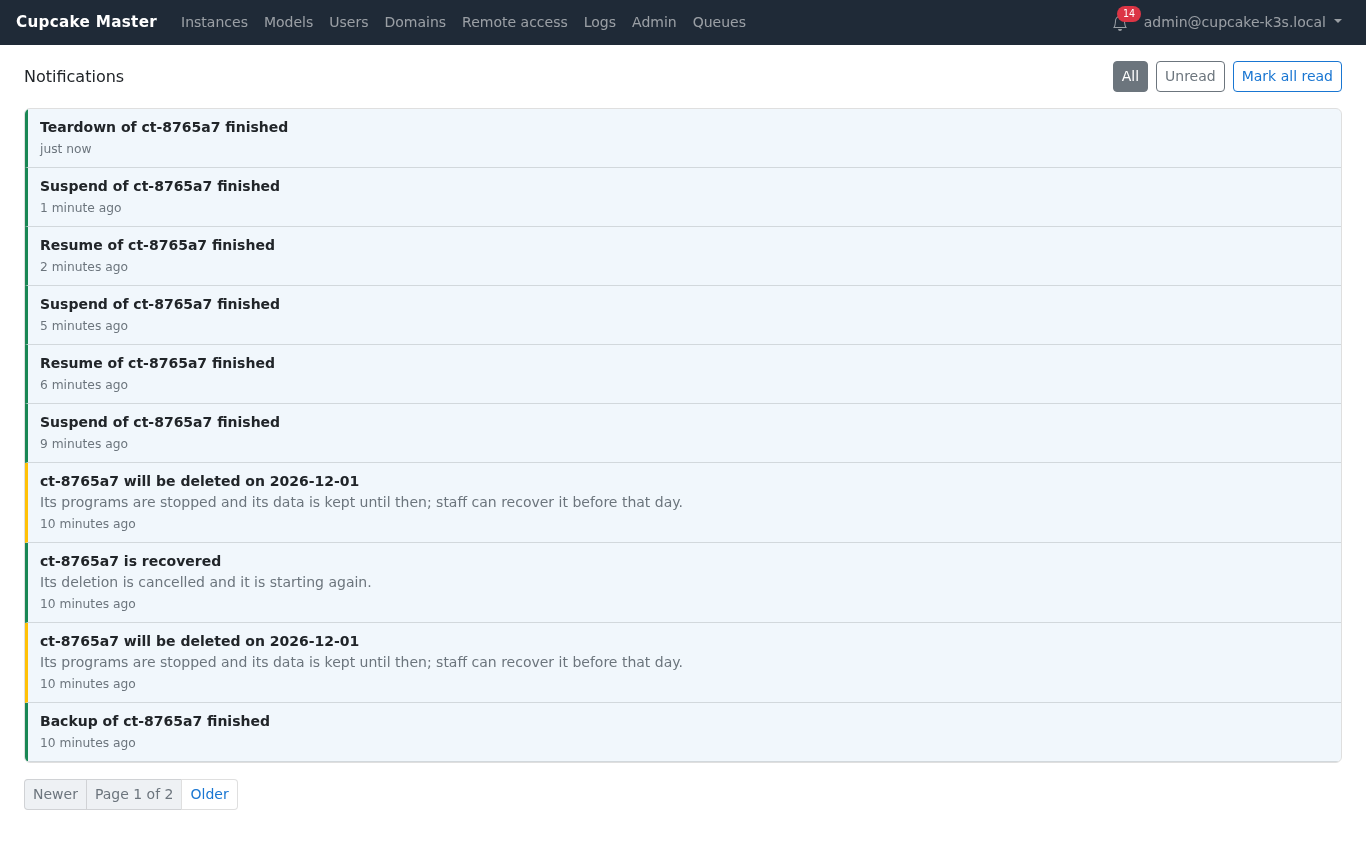 Cupcake Master Instances Models Users Domains Remote access Logs Admin Queues 14 admin@cupcake-k3s.local
Notifications All Unread Mark all read
Teardown of ct-8765a7 finished
just now
Suspend of ct-8765a7 finished
1 minute ago
Resume of ct-8765a7 finished
2 minutes ago
Suspend of ct-8765a7 finished
5 minutes ago
Resume of ct-8765a7 finished
6 minutes ago
Suspend of ct-8765a7 finished
9 minutes ago
ct-8765a7 will be deleted on 2026-12-01
Its programs are stopped and its data is kept until then; staff can recover it before that day.
10 minutes ago
ct-8765a7 is recovered
Its deletion is cancelled and it is starting again.
10 minutes ago
ct-8765a7 will be deleted on 2026-12-01
Its programs are stopped and its data is kept until then; staff can recover it before that day.
10 minutes ago
Backup of ct-8765a7 finished
10 minutes ago
Newer Page 1 of 2 Older